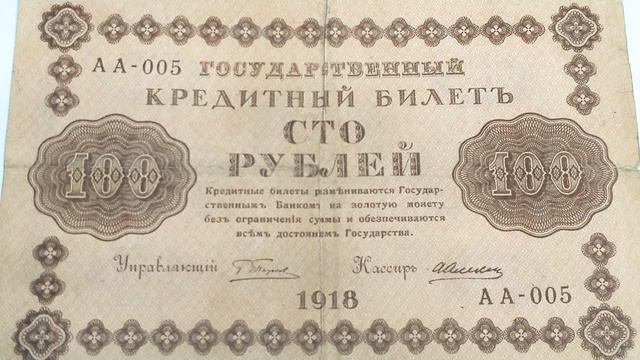 АА-005 ГОСУДАРСТВЕННЫЙ
КРЕДИТНЫЙ БИЛЕТЪ
СТО
РУБЛЕЙ
100 100
Кредитные билеты размѣниваются Государ-
ственнымъ Банкомъ на золотую монету
безъ ограниченія суммы и обезпечиваются
всѣмъ достояніемъ Государства.
Управляющій Кассиръ
1918 АА-005